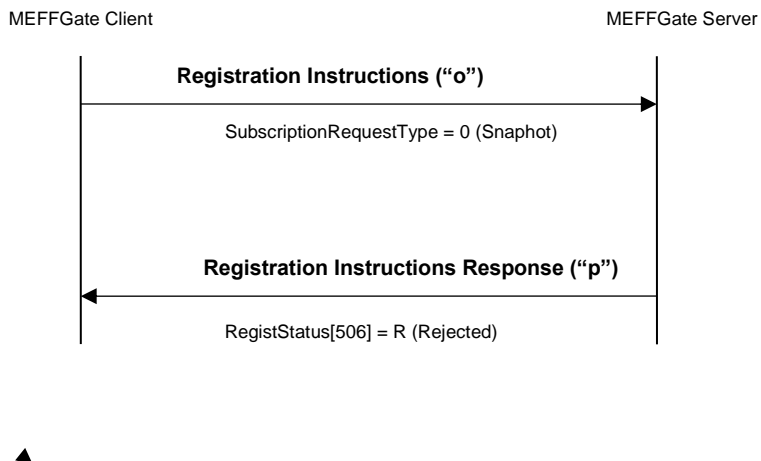 MEFFGate Client
MEFFGate Server
Registration Instructions (“o”)
SubscriptionRequestType = 0 (Snaphot)
Registration Instructions Response (“p”)
RegistStatus[506] = R (Rejected)